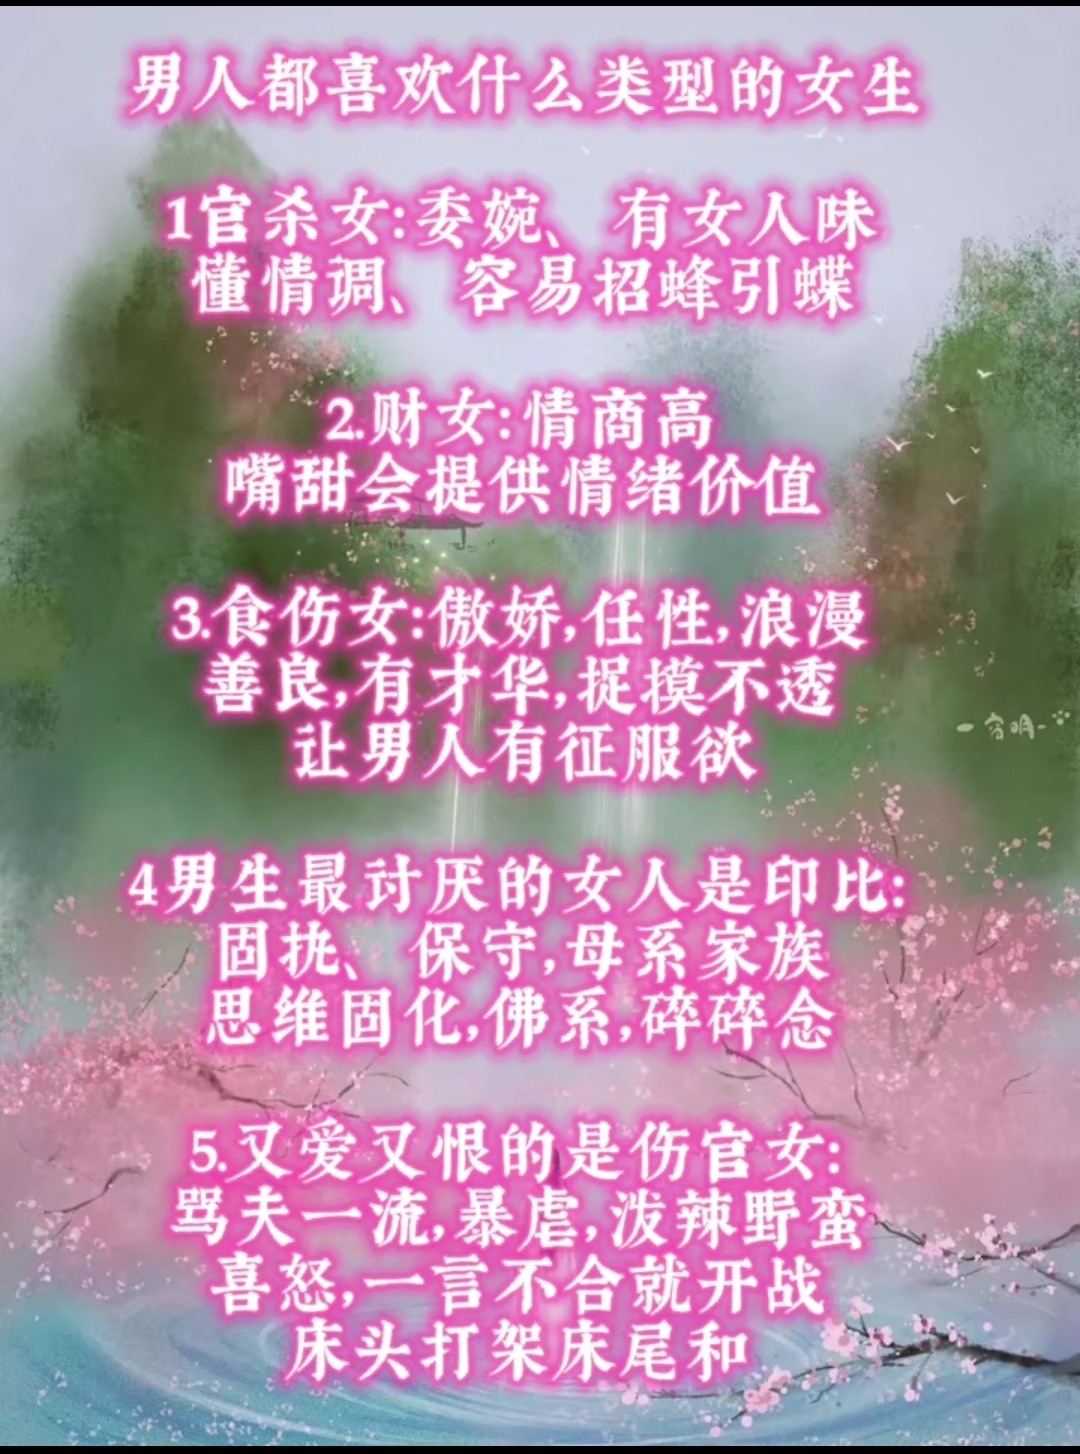 男人都喜欢什么类型的女生
1官杀女:委婉、有女人味
懂情调、容易招蜂引蝶
2.财女:情商高
嘴甜会提供情绪价值
3.食伤女:傲娇,任性,浪漫
善良,有才华,捉摸不透
让男人有征服欲
4男生最讨厌的女人是印比:
固执、保守,母系家族
思维固化,佛系,碎碎念
5.又爱又恨的是伤官女:
骂夫一流,暴虐,泼辣野蛮
喜怒,一言不合就开战
床头打架床尾和